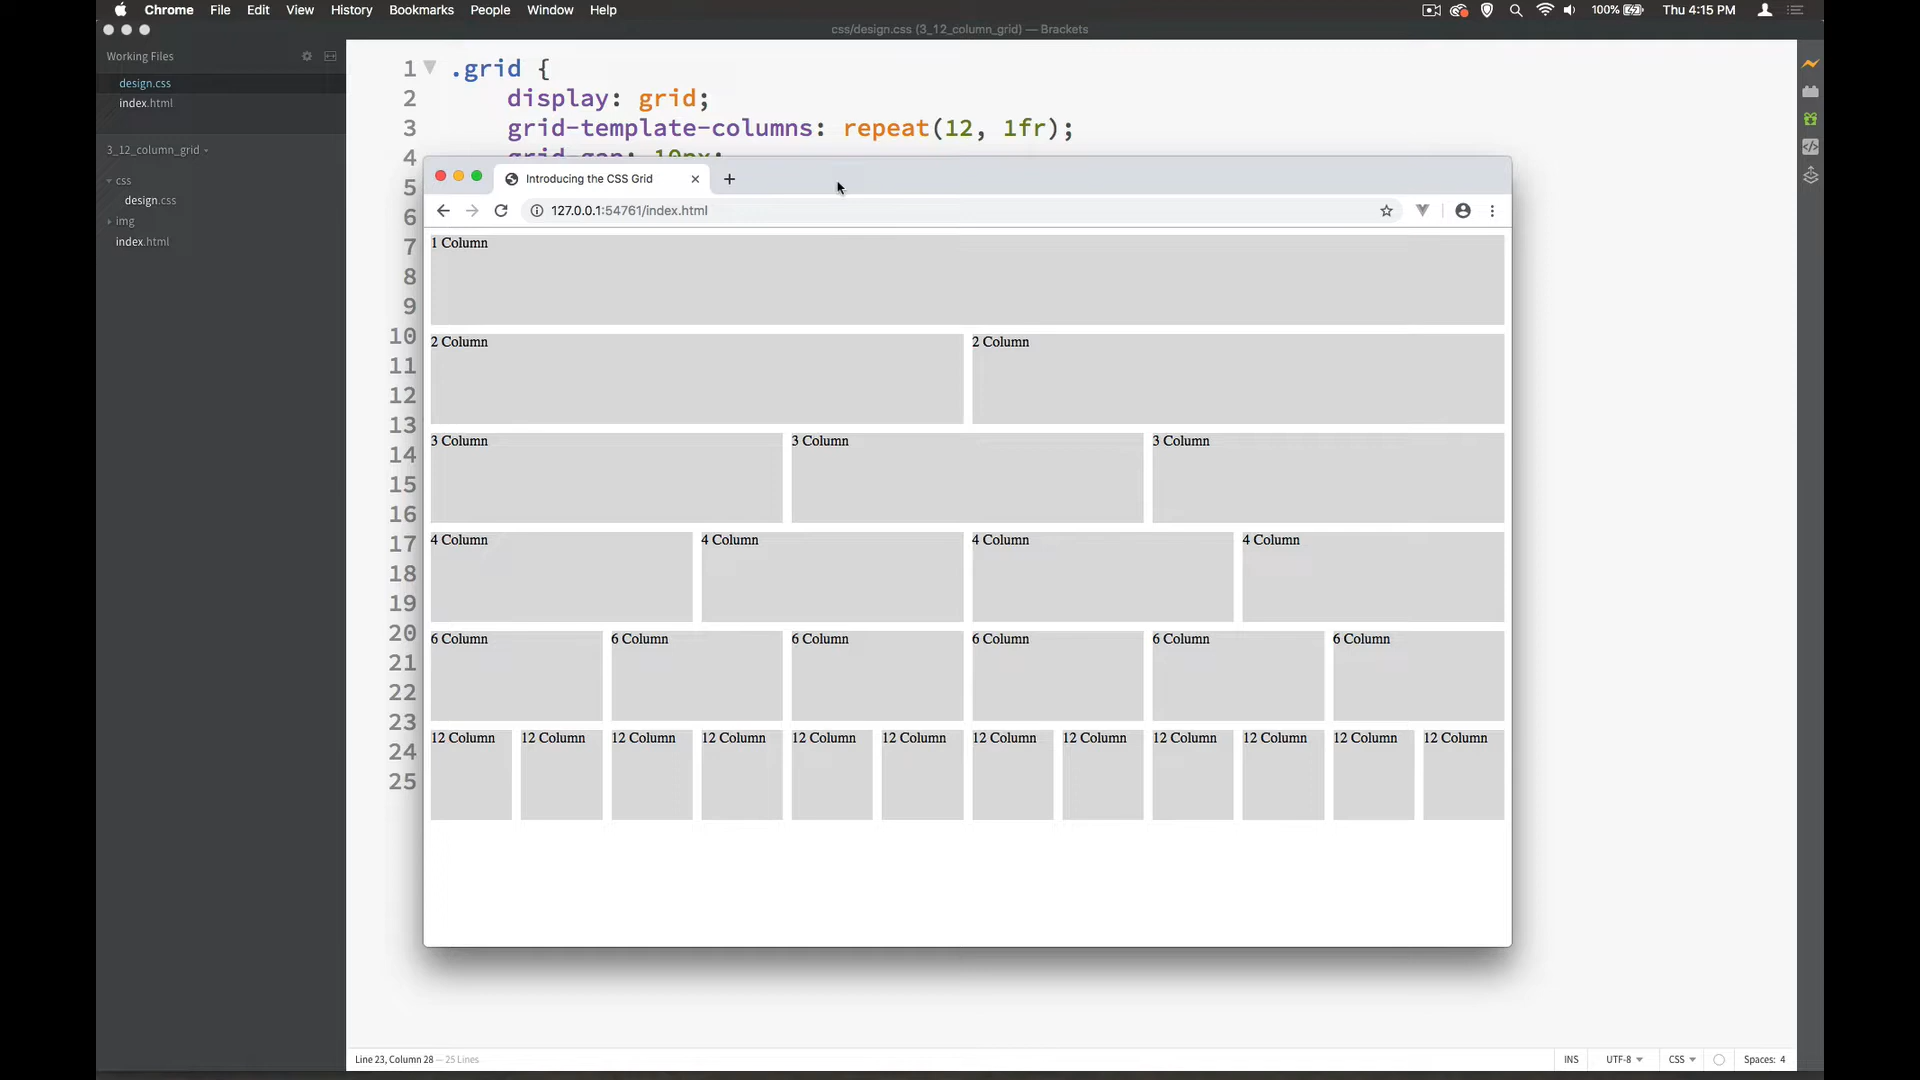 Chrome File Edit View History Bookmarks People Window Help 100% Thu 4:15 PM
css/design.css (3_12_column_grid) — Brackets
Working Files
design.css
index.html
3_12_column_grid
css
design.css
img
index.html
1 .grid {
2 display: grid;
3 grid-template-columns: repeat(12, 1fr);
4 grid-gap: 10px;
5
6
7
8
9
10
11
12
13
14
15
16
17
18
19
20
21
22
23
24
25
Introducing the CSS Grid
127.0.0.1:54761/index.html
1 Column
2 Column 2 Column
3 Column 3 Column 3 Column
4 Column 4 Column 4 Column 4 Column
6 Column 6 Column 6 Column 6 Column 6 Column 6 Column
12 Column 12 Column 12 Column 12 Column 12 Column 12 Column 12 Column 12 Column 12 Column 12 Column 12 Column 12 Column
Line 23, Column 28 — 25 Lines INS UTF-8 CSS Spaces: 4